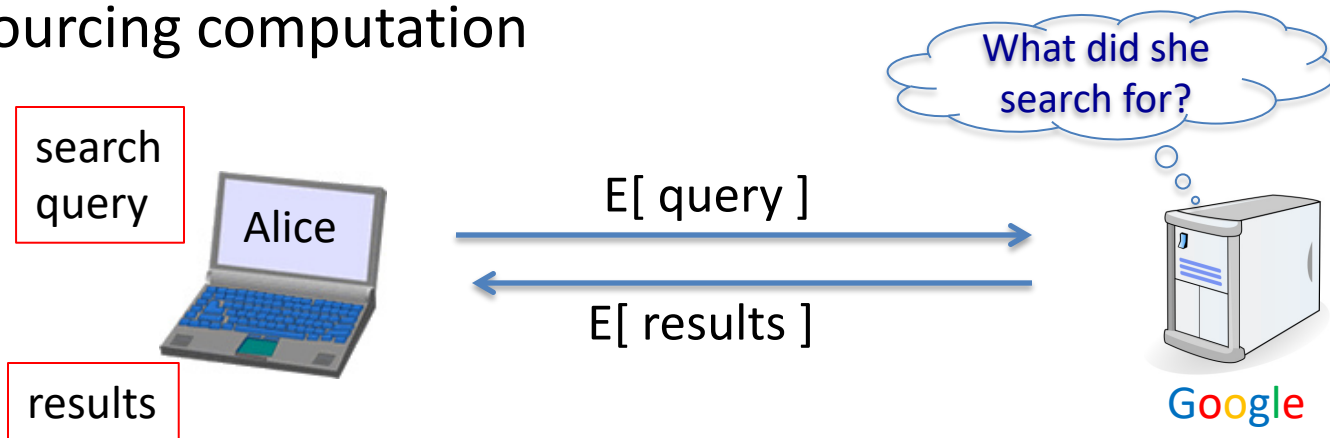 ourcing computation
What did she
search for?
search
query
Alice
E[ query ]
E[ results ]
results
Google